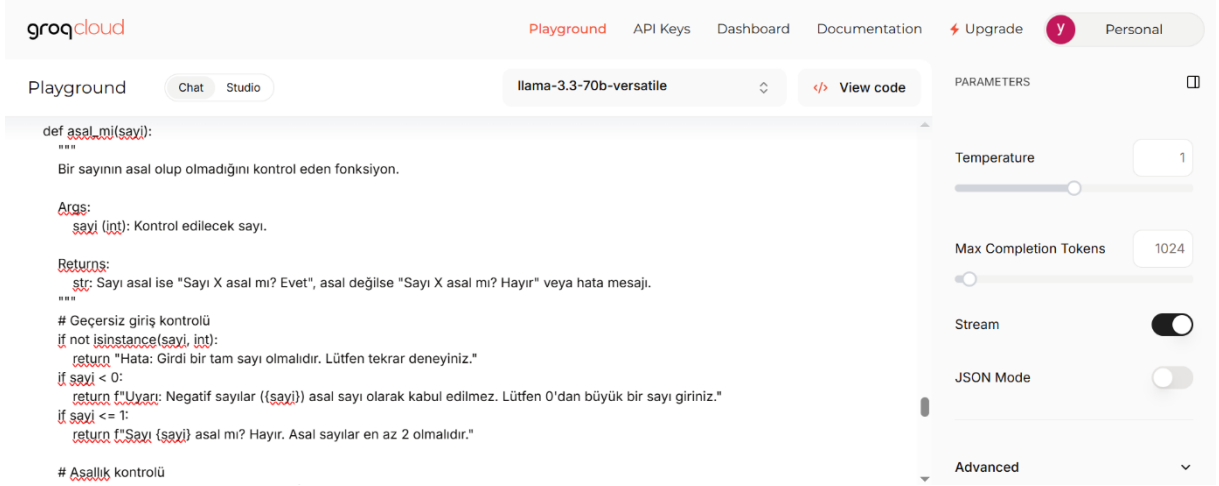 groqcloud
Playground API Keys Dashboard Documentation Upgrade y Personal
Playground Chat Studio llama-3.3-70b-versatile </> View code PARAMETERS
def asal_mi(sayi):
"""
Bir sayının asal olup olmadığını kontrol eden fonksiyon.
Args:
sayi (int): Kontrol edilecek sayı.
Returns:
str: Sayı asal ise "Sayı X asal mı? Evet", asal değilse "Sayı X asal mı? Hayır" veya hata mesajı.
"""
# Geçersiz giriş kontrolü
if not isinstance(sayi, int):
return "Hata: Girdi bir tam sayı olmalıdır. Lütfen tekrar deneyiniz."
if sayi < 0:
return f"Uyarı: Negatif sayılar ({sayi}) asal sayı olarak kabul edilmez. Lütfen 0'dan büyük bir sayı giriniz."
if sayi <= 1:
return f"Sayı {sayi} asal mı? Hayır. Asal sayılar en az 2 olmalıdır."
# Asallık kontrolü
Temperature 1
Max Completion Tokens 1024
Stream
JSON Mode
Advanced